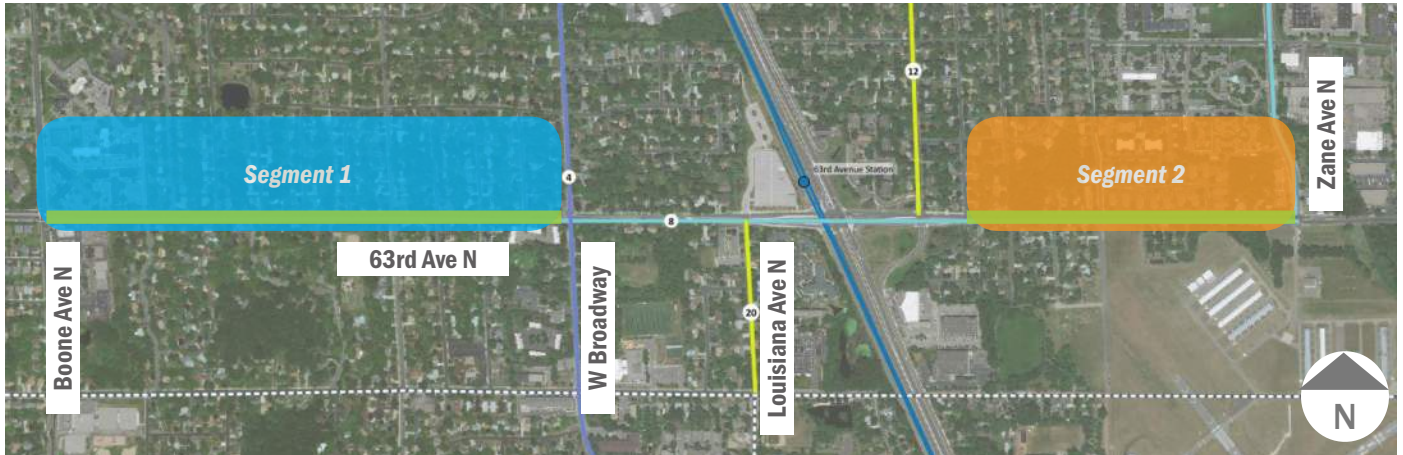 12
Zane Ave N
63rd Avenue Station
Segment 1
4
Segment 2
8
63rd Ave N
Boone Ave N
W Broadway
20
Louisiana Ave N
N